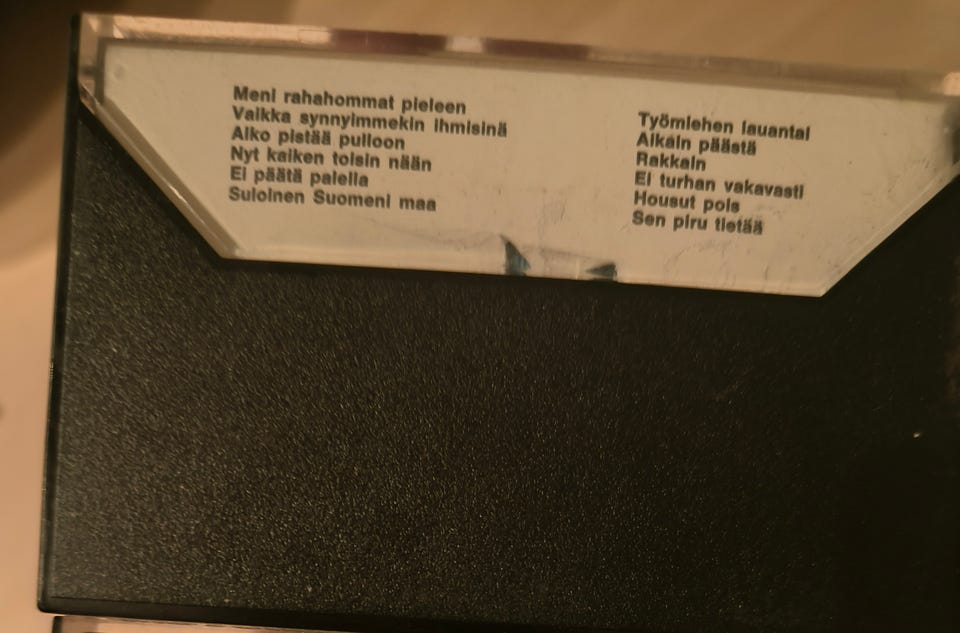 Meni rahahommat pieleen
Vaikka synnyimmekin ihmisinä
Aiko pistää pulloon
Nyt kaiken toisin nään
Ei päätä palella
Suloinen Suomeni maa
Työmiehen lauantai
Aikain päästä
Rakkain
Ei turhan vakavasti
Housut pois
Sen piru tietää